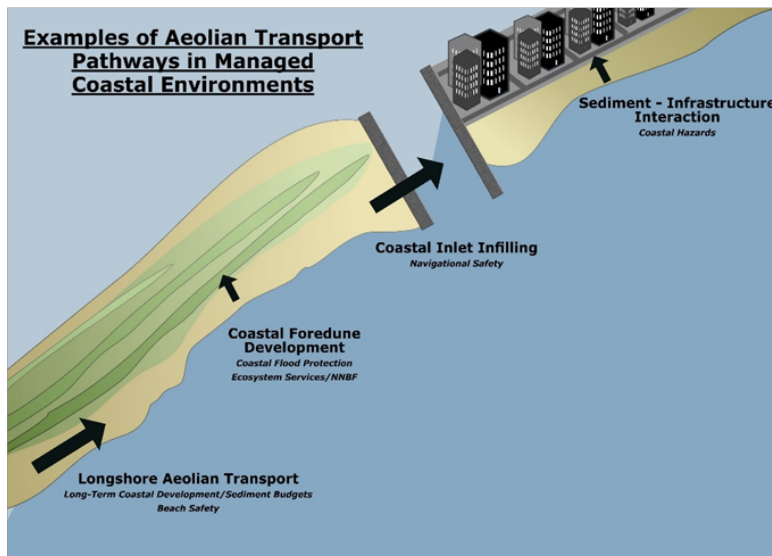 Examples of Aeolian Transport
Pathways in Managed
Coastal Environments
Sediment - Infrastructure
Interaction
Coastal Hazards
Coastal Inlet Infilling
Navigational Safety
Coastal Foredune
Development
Coastal Flood Protection
Ecosystem Services/NNBF
Longshore Aeolian Transport
Long-Term Coastal Development/Sediment Budgets
Beach Safety